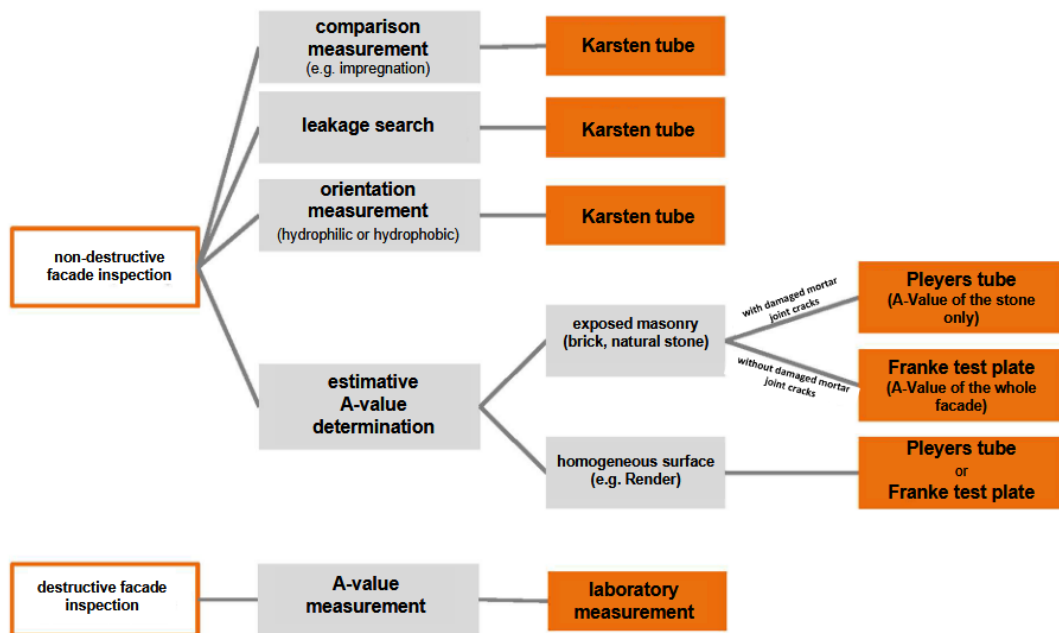 comparison
measurement
(e.g. impregnation)
Karsten tube
leakage search
Karsten tube
orientation
measurement
(hydrophilic or hydrophobic)
Karsten tube
non-destructive
facade inspection
estimative
A-value
determination
exposed masonry
(brick, natural stone)
with damaged mortar
joint cracks
Pleyers tube
(A-Value of the stone
only)
without damaged mortar
joint cracks
Franke test plate
(A-Value of the whole
facade)
homogeneous surface
(e.g. Render)
Pleyers tube
or
Franke test plate
destructive facade
inspection
A-value
measurement
laboratory
measurement